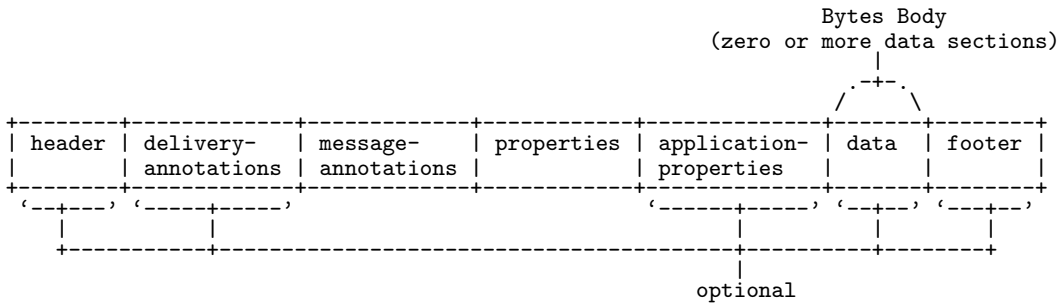 Bytes Body
(zero or more data sections)
header delivery- message- properties application- data footer
annotations annotations properties
optional